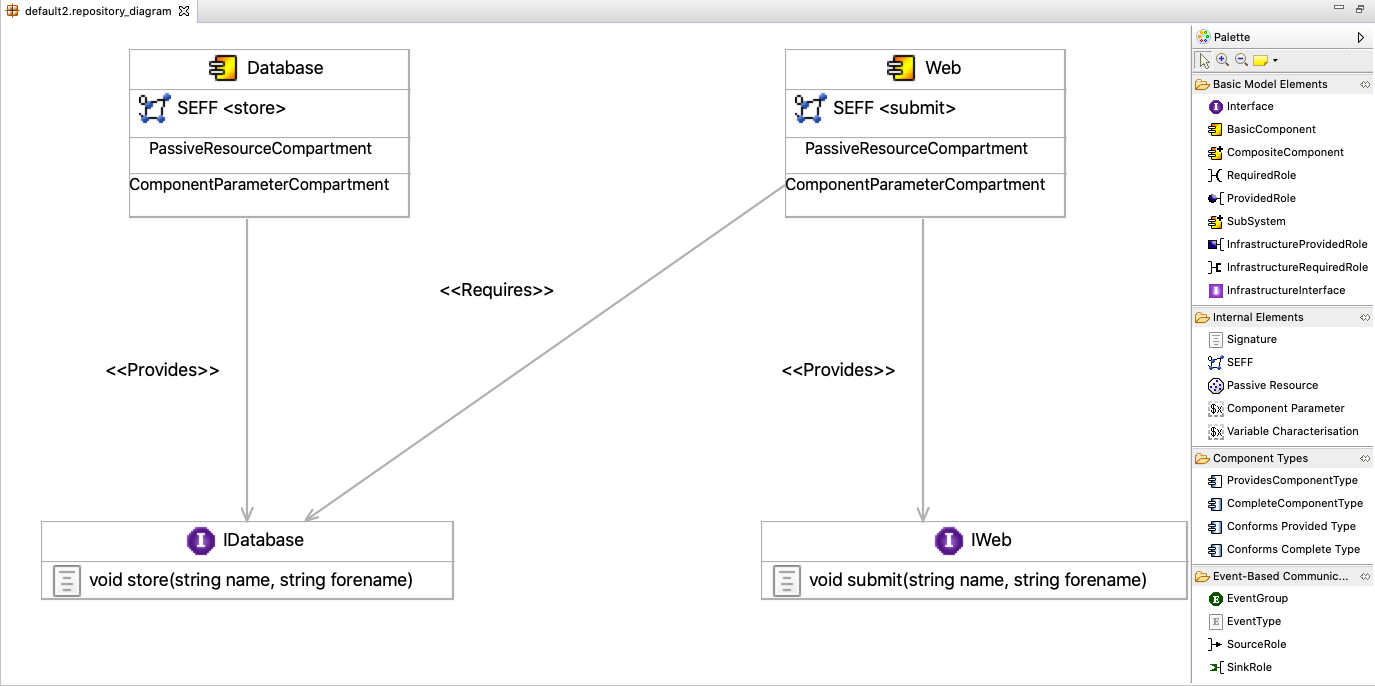 default2.repository_diagram
Database
SEFF <store>
PassiveResourceCompartment
ComponentParameterCompartment
Web
SEFF <submit>
PassiveResourceCompartment
ComponentParameterCompartment
<<Requires>>
<<Provides>>
<<Provides>>
IDatabase
void store(string name, string forename)
IWeb
void submit(string name, string forename)
Palette
Basic Model Elements
Interface
BasicComponent
CompositeComponent
RequiredRole
ProvidedRole
SubSystem
InfrastructureProvidedRole
InfrastructureRequiredRole
InfrastructureInterface
Internal Elements
Signature
SEFF
Passive Resource
Component Parameter
Variable Characterisation
Component Types
ProvidesComponentType
CompleteComponentType
Conforms Provided Type
Conforms Complete Type
Event-Based Communic...
EventGroup
EventType
SourceRole
SinkRole